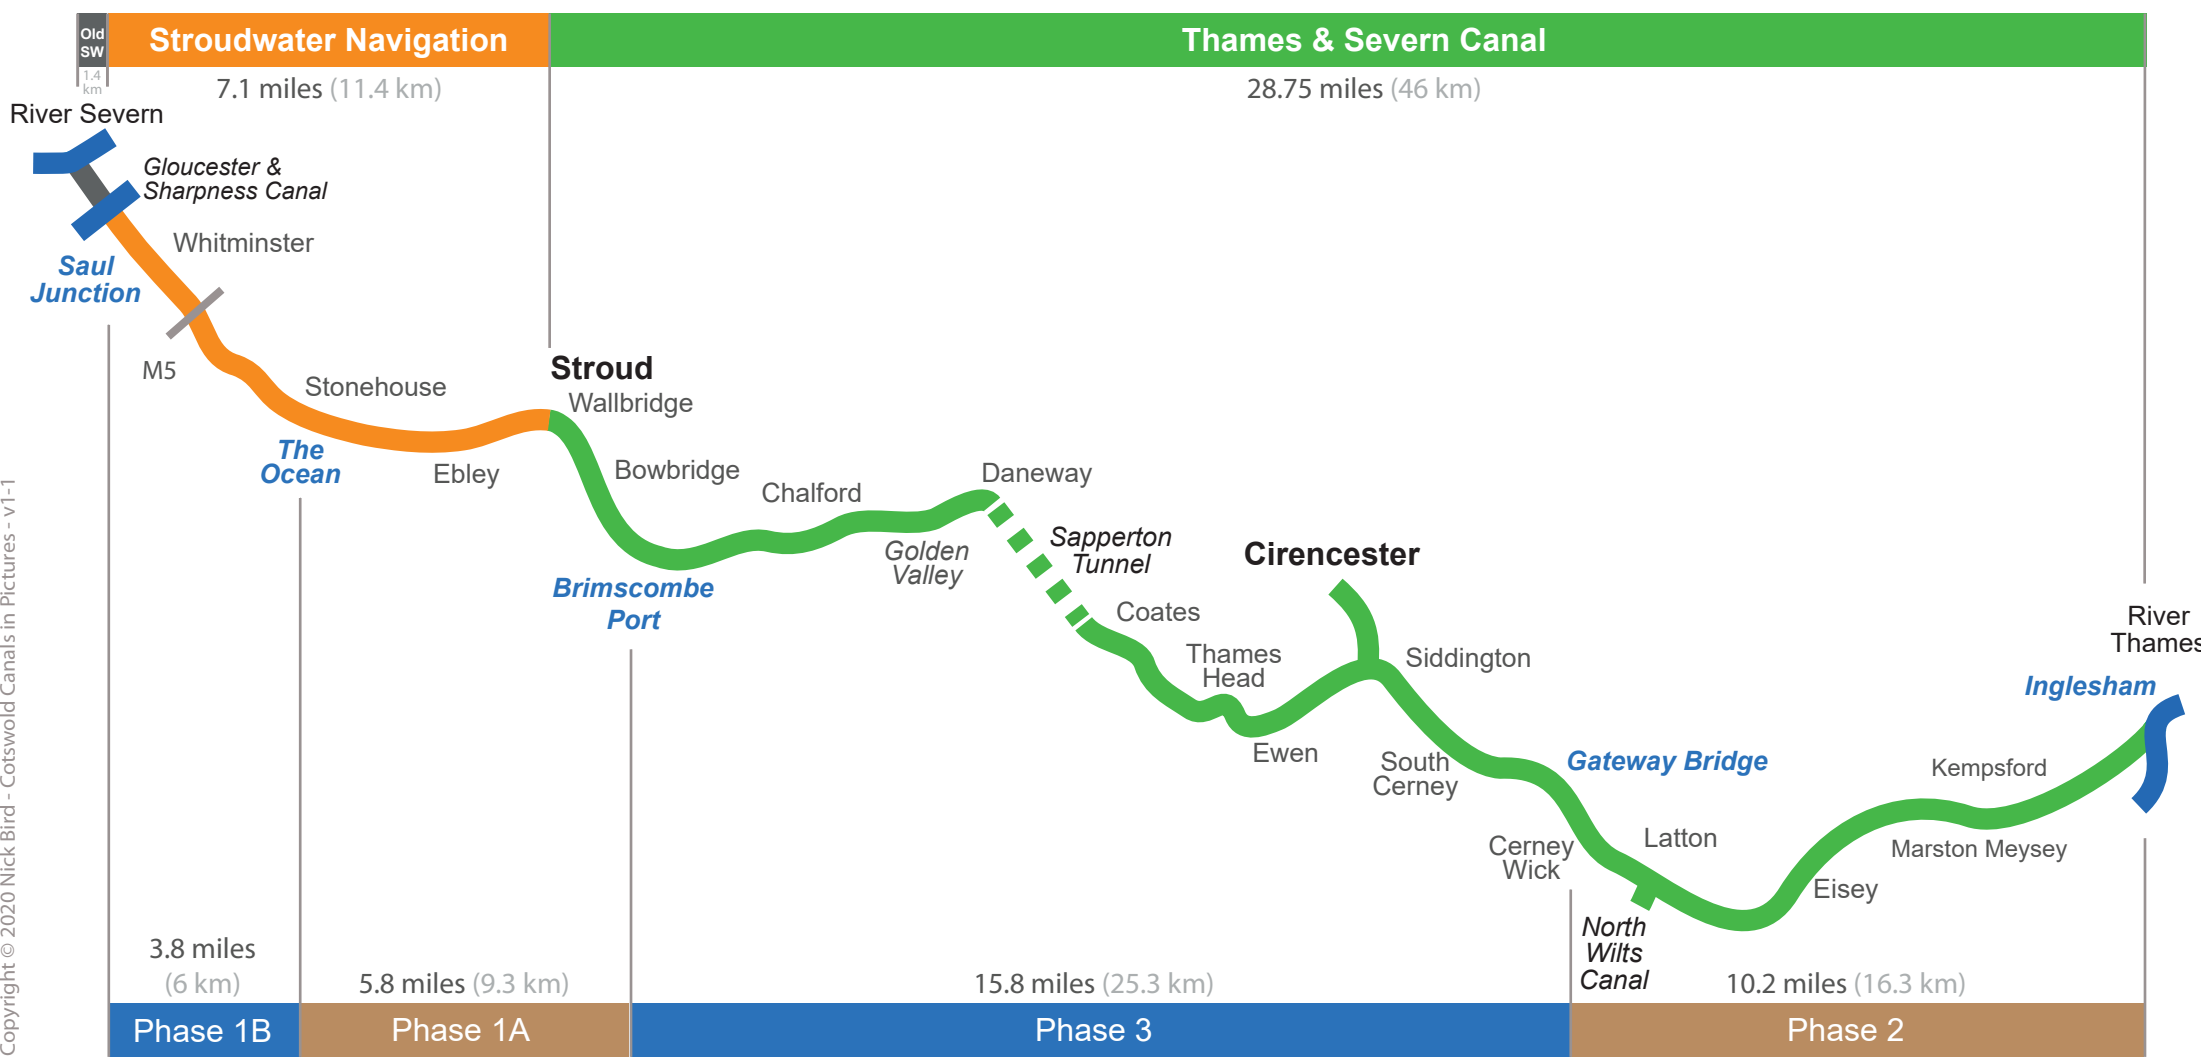 Old
SW
Stroudwater Navigation
Thames & Severn Canal
1.4
km
7.1 miles (11.4 km)
28.75 miles (46 km)
River Severn
Gloucester &
Sharpness Canal
Whitminster
Saul
Junction
M5
Stonehouse
Stroud
Wallbridge
The
Ocean
Ebley
Bowbridge
Chalford
Daneway
Golden
Valley
Sapperton
Tunnel
Brimscombe
Port
Cirencester
Coates
Thames
Head
Siddington
River
Thames
Inglesham
Ewen
South
Cerney
Gateway Bridge
Kempsford
Cerney
Wick
Latton
Marston Meysey
Eisey
North
Wilts
Canal
3.8 miles
(6 km)
5.8 miles (9.3 km)
15.8 miles (25.3 km)
10.2 miles (16.3 km)
Phase 1B
Phase 1A
Phase 3
Phase 2
Copyright © 2020 Nick Bird - Cotswold Canals in Pictures - v1-1